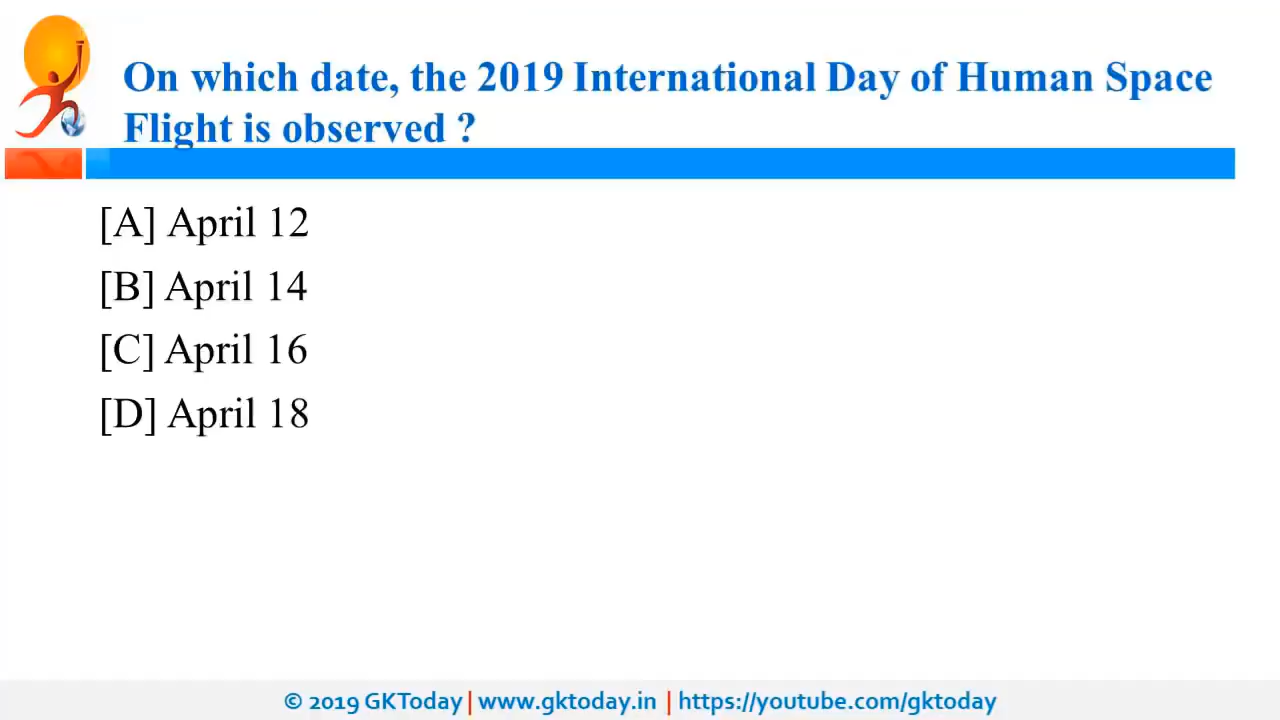 On which date, the 2019 International Day of Human Space
Flight is observed ?
[A] April 12
[B] April 14
[C] April 16
[D] April 18
© 2019 GKToday | www.gktoday.in | https://youtube.com/gktoday